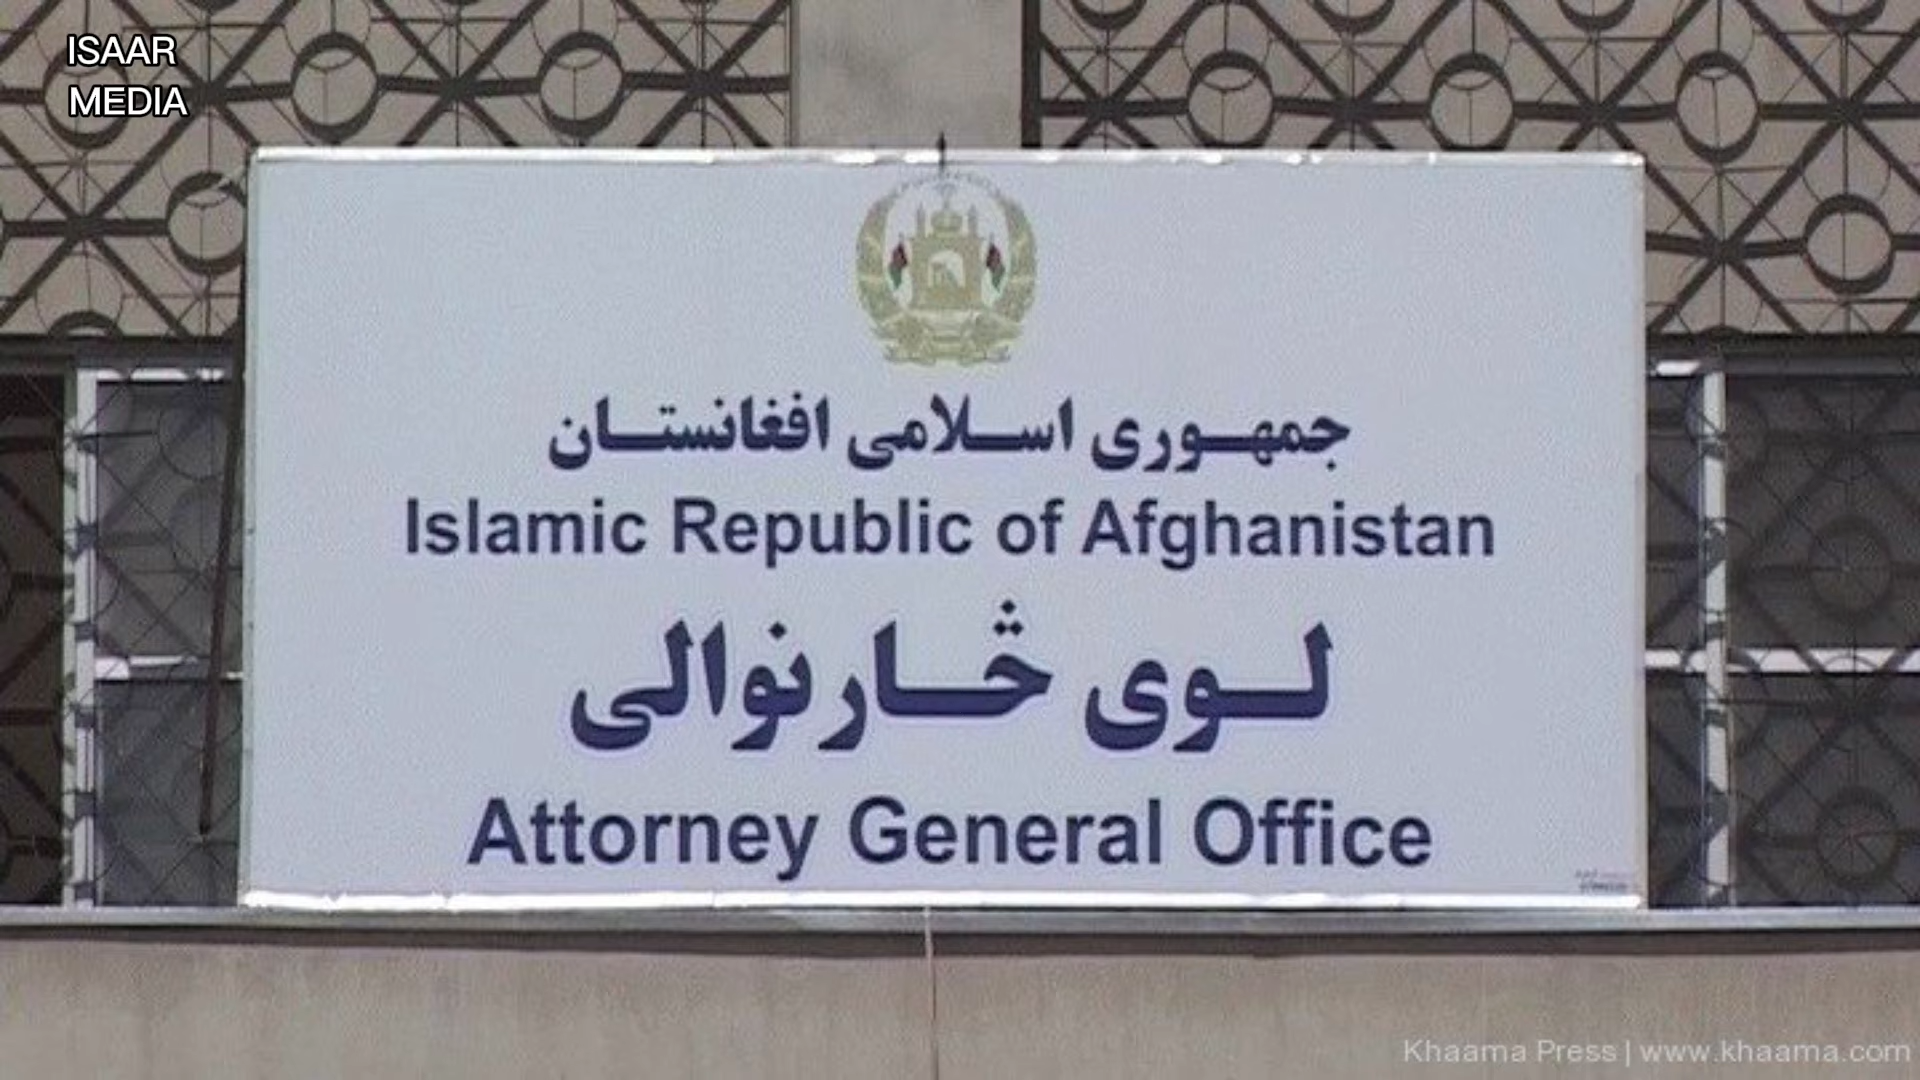 ISAAR
MEDIA
جمهوری اسلامی افغانستان
Islamic Republic of Afghanistan
لوی څارنوالی
Attorney General Office
Khaama Press | www.khaama.com